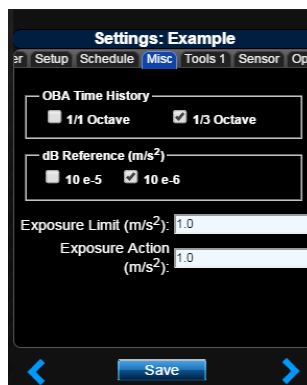 Settings: Example
er Setup Schedule Misc Tools 1 Sensor Op
OBA Time History
1/1 Octave 1/3 Octave
dB Reference (m/s²)
10 e-5 10 e-6
Exposure Limit (m/s²): 1.0
Exposure Action
(m/s²): 1.0
Save